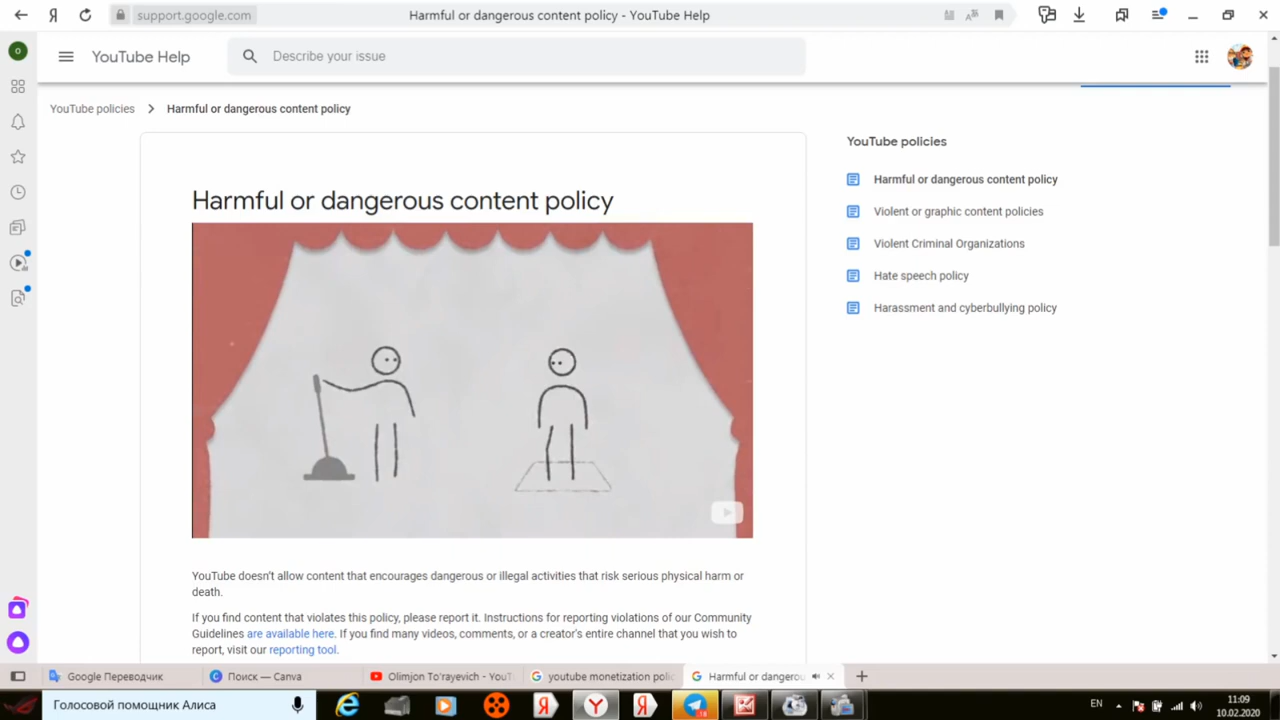 support.google.com
Harmful or dangerous content policy - YouTube Help
YouTube Help
Describe your issue
YouTube policies
Harmful or dangerous content policy
YouTube policies
Harmful or dangerous content policy
Harmful or dangerous content policy
Violent or graphic content policies
Violent Criminal Organizations
Hate speech policy
Harassment and cyberbullying policy
YouTube doesn't allow content that encourages dangerous or illegal activities that risk serious physical harm or
death.
If you find content that violates this policy, please report it. Instructions for reporting violations of our Community
Guidelines are available here. If you find many videos, comments, or a creator's entire channel that you wish to
report, visit our reporting tool.
Google Переводчик
Поиск — Canva
Olimjon To'rayevich - YouT
youtube monetization polic
Harmful or dangerou
Голосовой помощник Алиса
EN
11:09
10.02.2020